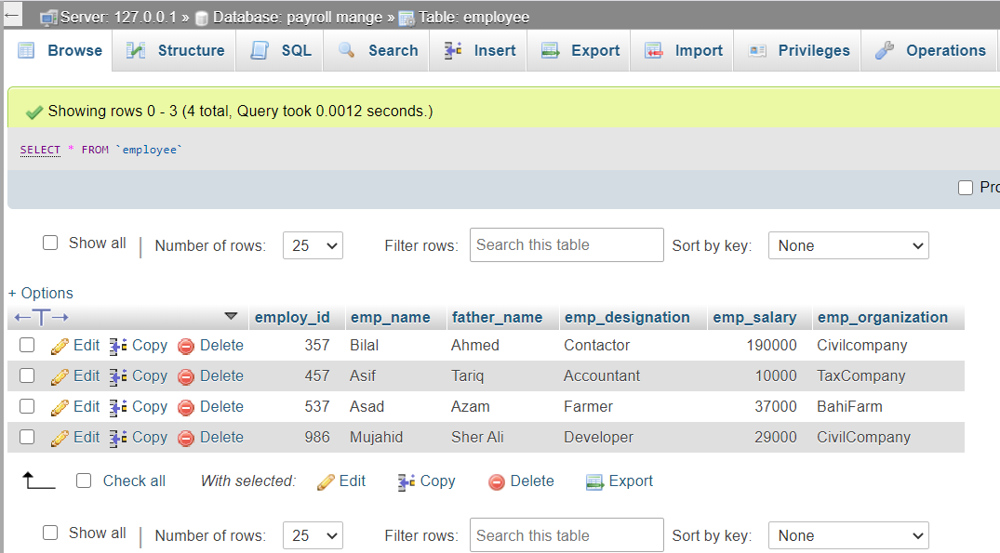 Server: 127.0.0.1 » Database: payroll mange » Table: employee
Browse Structure SQL Search Insert Export Import Privileges Operations
Showing rows 0 - 3 (4 total, Query took 0.0012 seconds.)
SELECT * FROM `employee`
Pro
Show all | Number of rows: 25 Filter rows: Search this table Sort by key: None
+ Options
←T→ employ_id emp_name father_name emp_designation emp_salary emp_organization
Edit Copy Delete 357 Bilal Ahmed Contactor 190000 Civilcompany
Edit Copy Delete 457 Asif Tariq Accountant 10000 TaxCompany
Edit Copy Delete 537 Asad Azam Farmer 37000 BahiFarm
Edit Copy Delete 986 Mujahid Sher Ali Developer 29000 CivilCompany
Check all With selected: Edit Copy Delete Export
Show all | Number of rows: 25 Filter rows: Search this table Sort by key: None